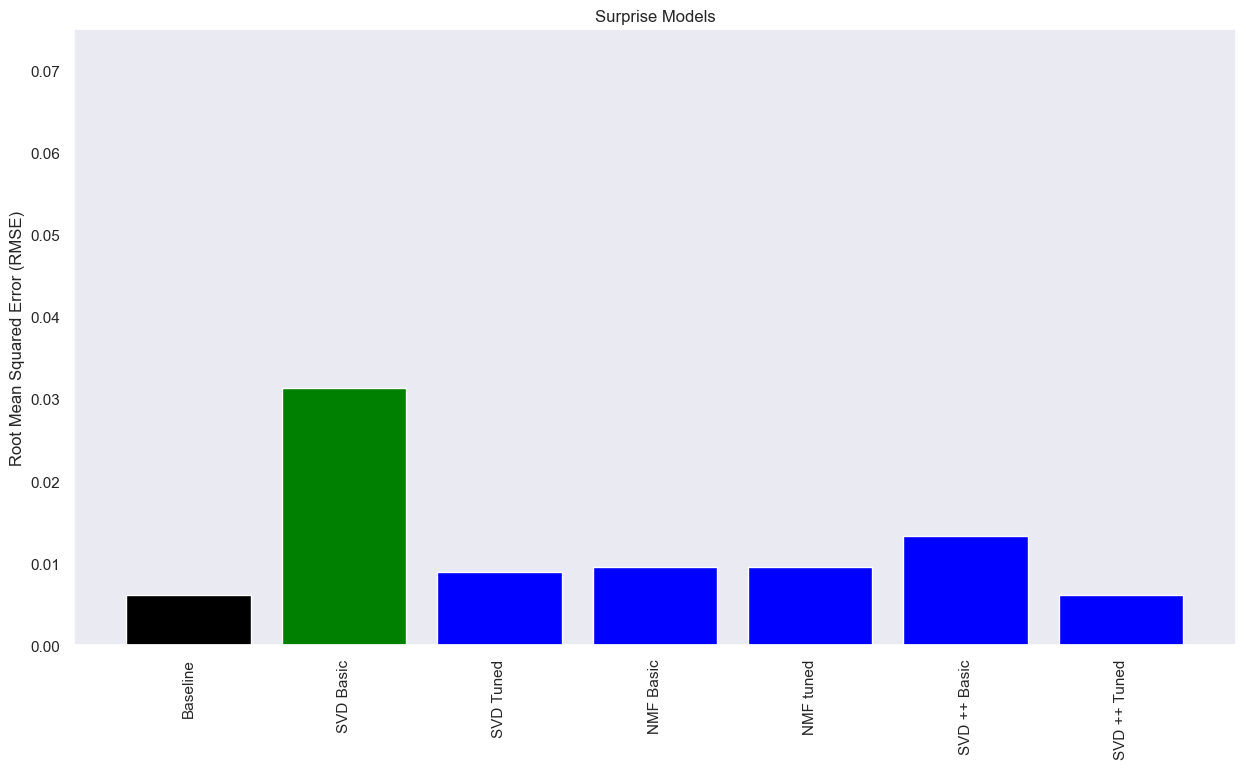 Surprise Models
Root Mean Squared Error (RMSE)
0.07
0.06
0.05
0.04
0.03
0.02
0.01
0.00
Baseline
SVD Basic
SVD Tuned
NMF Basic
NMF tuned
SVD ++ Basic
SVD ++ Tuned